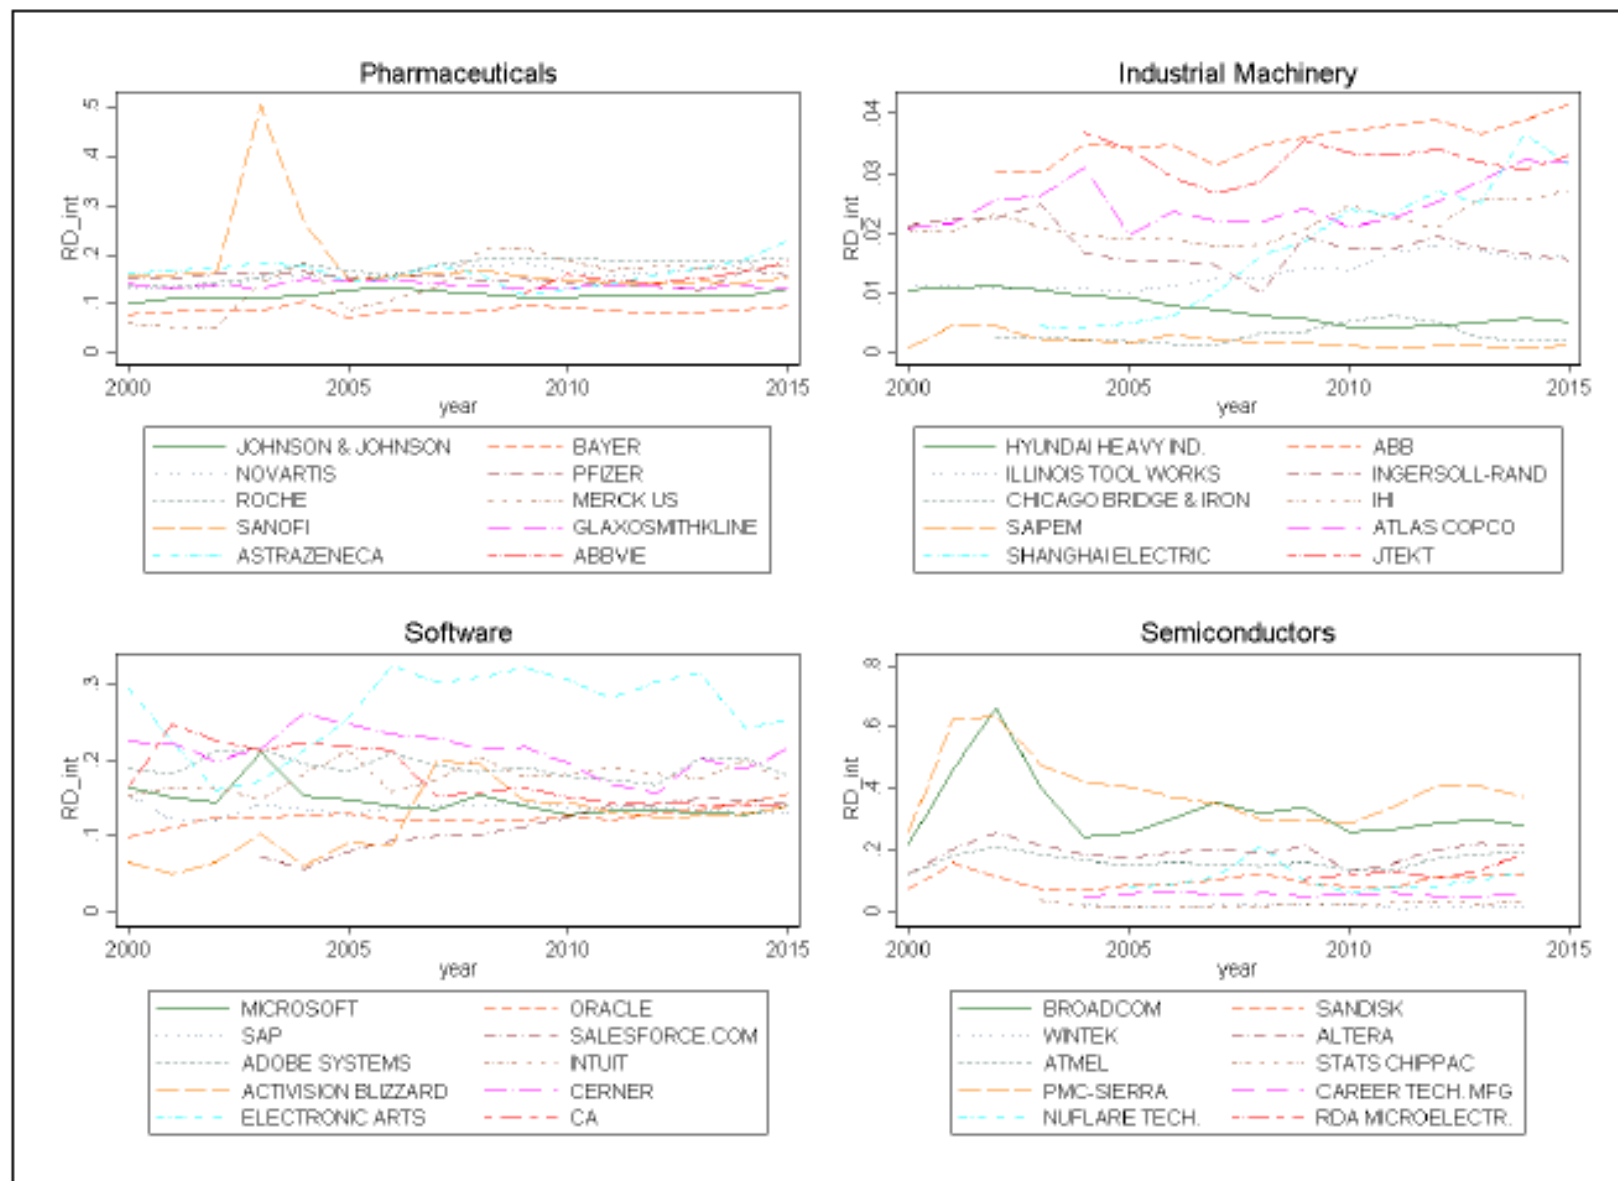 Pharmaceuticals
RD_int
.5
.4
.3
.2
.1
0
2000 2005 2010 2015
year
JOHNSON & JOHNSON BAYER
NOVARTIS PFIZER
ROCHE MERCK US
SANOFI GLAXOSMITHKLINE
ASTRAZENECA ABBVIE
Industrial Machinery
RD_int
.04
.03
.02
.01
0
2000 2005 2010 2015
year
HYUNDAI HEAVY IND. ABB
ILLINOIS TOOL WORKS INGERSOLL-RAND
CHICAGO BRIDGE & IRON IHI
SAIPEM ATLAS COPCO
SHANGHAI ELECTRIC JTEKT
Software
RD_int
.3
.2
.1
0
2000 2005 2010 2015
year
MICROSOFT ORACLE
SAP SALESFORCE.COM
ADOBE SYSTEMS INTUIT
ACTIVISION BLIZZARD CERNER
ELECTRONIC ARTS CA
Semiconductors
RD_int
.8
.6
.4
.2
0
2000 2005 2010 2015
year
BROADCOM SANDISK
WINTEK ALTERA
ATMEL STATS CHIPPAC
PMC-SIERRA CAREER TECH. MFG
NUFLARE TECH. RDA MICROELECTR.